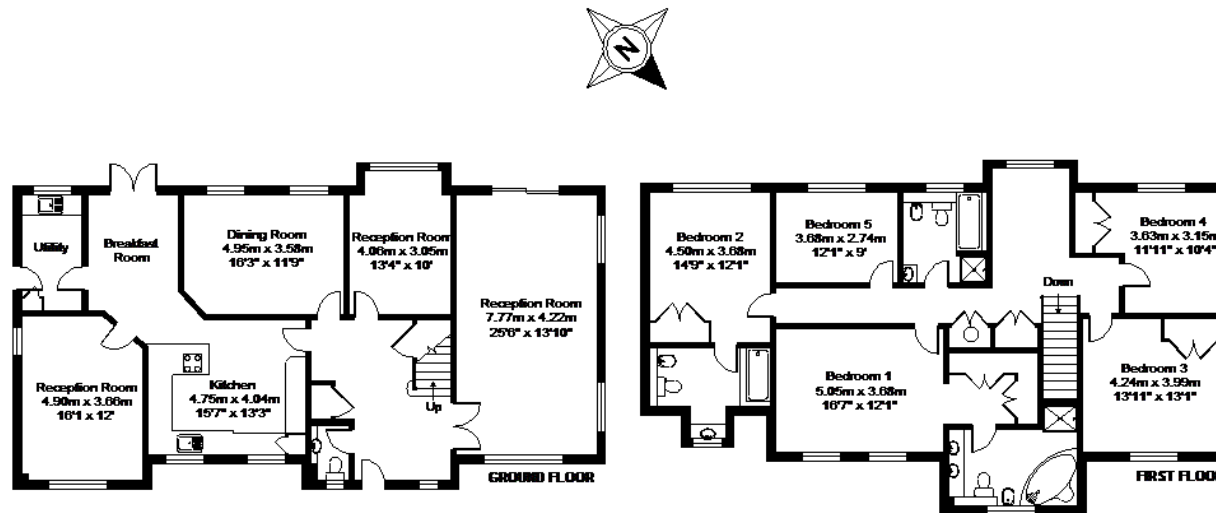 N
Utility
Breakfast
Room
Dining Room
4.95m x 3.58m
16'3" x 11'9"
Reception Room
4.06m x 3.05m
13'4" x 10'
Reception Room
7.77m x 4.22m
25'6" x 13'10"
Reception Room
4.90m x 3.66m
16'1 x 12'
Kitchen
4.75m x 4.04m
15'7" x 13'3"
Up
GROUND FLOOR
Bedroom 2
4.50m x 3.68m
14'9" x 12'1"
Bedroom 5
3.68m x 2.74m
12'1" x 9'
Bedroom 4
3.63m x 3.15m
11'11" x 10'4"
Down
Bedroom 1
5.05m x 3.68m
16'7" x 12'1"
Bedroom 3
4.24m x 3.99m
13'11" x 13'1"
FIRST FLOO